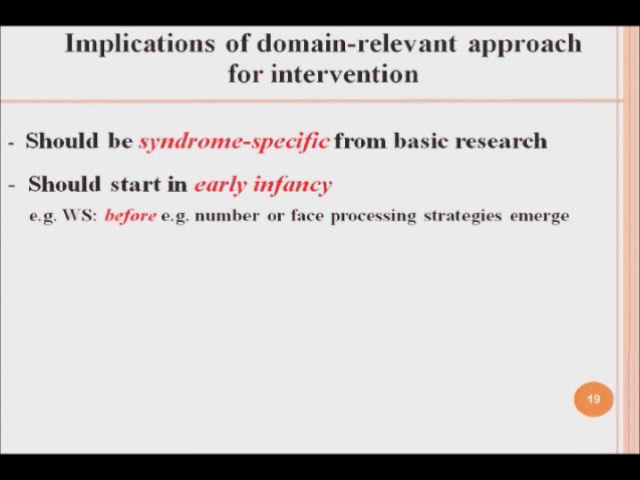 Implications of domain-relevant approach
for intervention
- Should be syndrome-specific from basic research
- Should start in early infancy
e.g. WS: before e.g. number or face processing strategies emerge
19